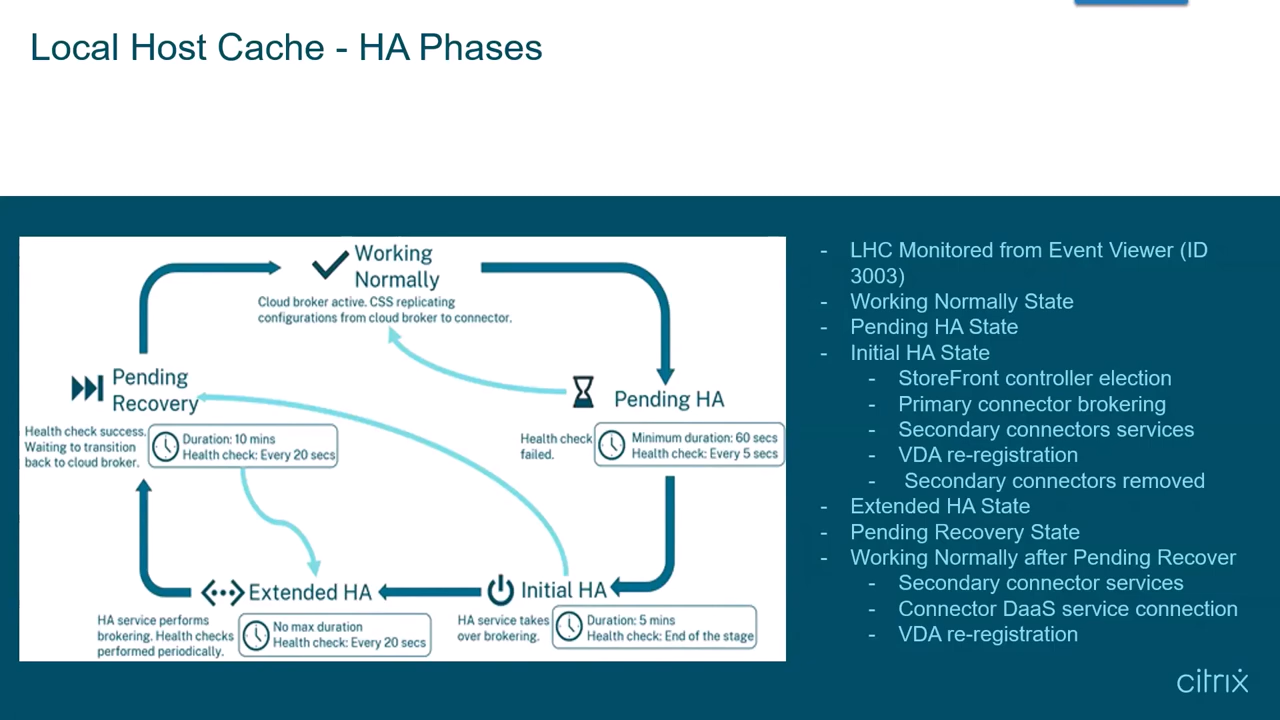 Local Host Cache - HA Phases
Working
Normally
Cloud broker active. CSS replicating
configurations from cloud broker to connector.
Pending
Recovery
Health check success.
Waiting to transition
back to cloud broker.
Duration: 10 mins
Health check: Every 20 secs
Pending HA
Health check
failed.
Minimum duration: 60 secs
Health check: Every 5 secs
Extended HA
HA service performs
brokering. Health checks
performed periodically.
No max duration
Health check: Every 20 secs
Initial HA
HA service takes
over brokering.
Duration: 5 mins
Health check: End of the stage
- LHC Monitored from Event Viewer (ID
3003)
- Working Normally State
- Pending HA State
- Initial HA State
- StoreFront controller election
- Primary connector brokering
- Secondary connectors services
- VDA re-registration
- Secondary connectors removed
- Extended HA State
- Pending Recovery State
- Working Normally after Pending Recover
- Secondary connector services
- Connector DaaS service connection
- VDA re-registration
citrix